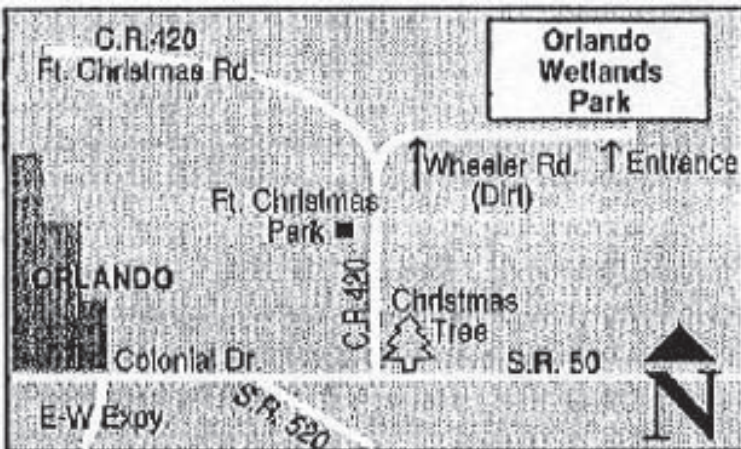 C.R.420
Ft. Christmas Rd.
Orlando
Wetlands
Park
Wheeler Rd.
(Dirt)
Entrance
Ft. Christmas
Park
ORLANDO
C.R.420
Christmas
Tree
Colonial Dr.
S.R. 50
E-W Expy.
S.R. 520
N